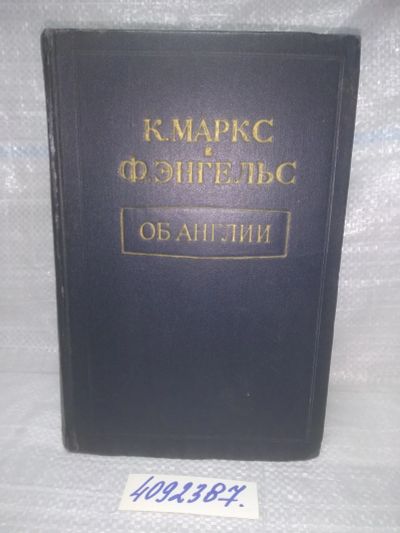 К. МАРКС
и
Ф. ЭНГЕЛЬС
ОБ АНГЛИИ
4092387.